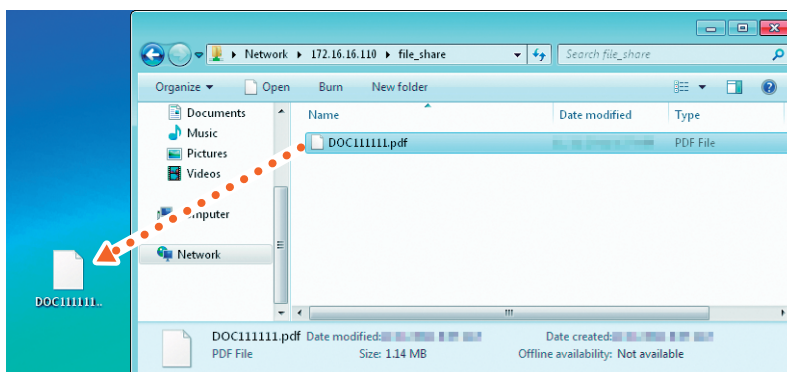 Network ▸ 172.16.16.110 ▸ file_share
Search file_share
Organize
Open
Burn
New folder
Documents
Music
Pictures
Videos
Name
Date modified
Type
DOC111111.pdf
PDF File
Network
DOC111111...
DOC111111.pdf Date modified:
Date created:
PDF File
Size: 1.14 MB
Offline availability: Not available